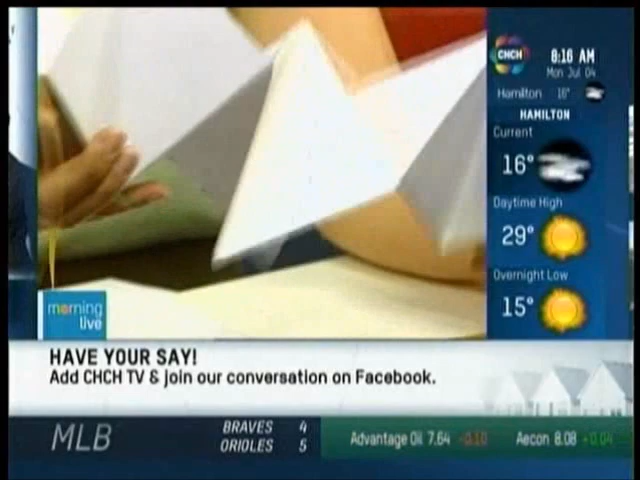 CHCH
8:16 AM
Mon Jul 04
Hamilton 16°
HAMILTON
Current
16°
Daytime High
29°
Overnight Low
15°
morning
live
HAVE YOUR SAY!
Add CHCH TV & join our conversation on Facebook.
MLB
BRAVES 4
ORIOLES 5
Advantage Oil 7.64 -0.10 Aecon 8.08 +0.04